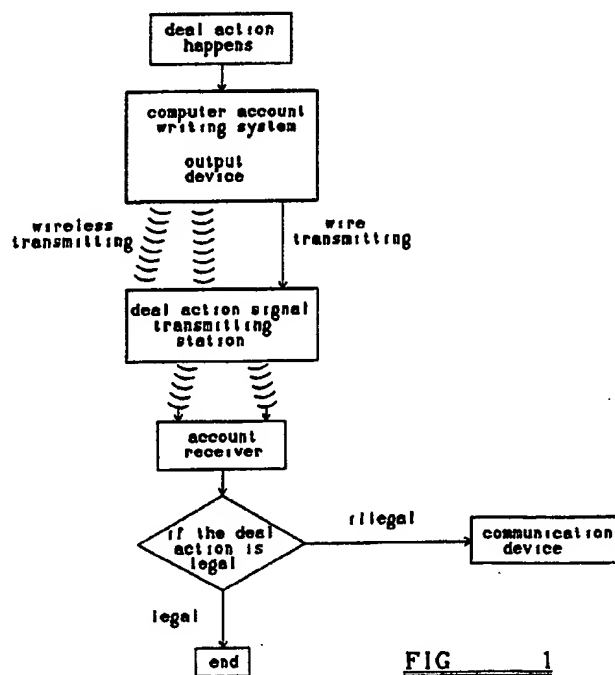 deal action
happens
computer account
writing system
output
device
wireless
transmitting
wire
transmitting
deal action signal
transmitting
station
account
receiver
if the deal
action is
legal
illegal
communication
device
legal
end
FIG 1